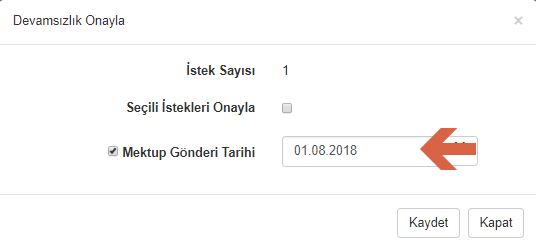 Devamsızlık Onayla
×
İstek Sayısı 1
Seçili İstekleri Onayla
Mektup Gönderi Tarihi 01.08.2018
Kaydet Kapat